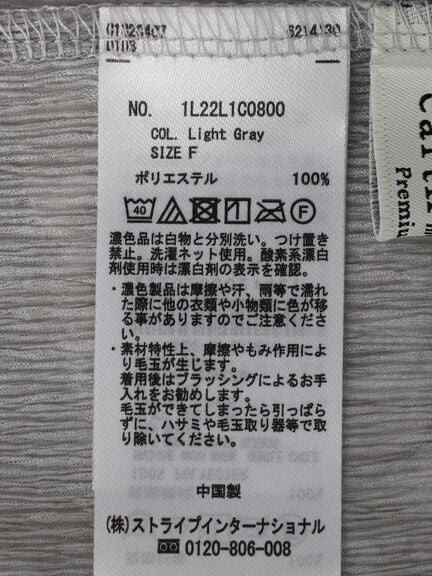 NO. 1L22L1C0800
COL. Light Gray
SIZE F
ポリエステル 100%
40
F
濃色品は白物と分別洗い。つけ置き
禁止。洗濯ネット使用。酸素系漂白
剤使用時は漂白剤の表示を確認。
・濃色製品は摩擦や汗、雨等で濡れ
た際に他の衣類や小物類に色が移
る事がありますのでご注意くださ
い。
・素材特性上、摩擦やもみ作用によ
り毛玉が生じます。
着用後はブラッシングによるお手
入れをお勧めします。
毛玉ができてしまったら引っぱら
ずに、ハサミや毛玉取り器等で取
り除いてください。
中国製
(株)ストライプインターナショナル
0120-806-008
Premiu